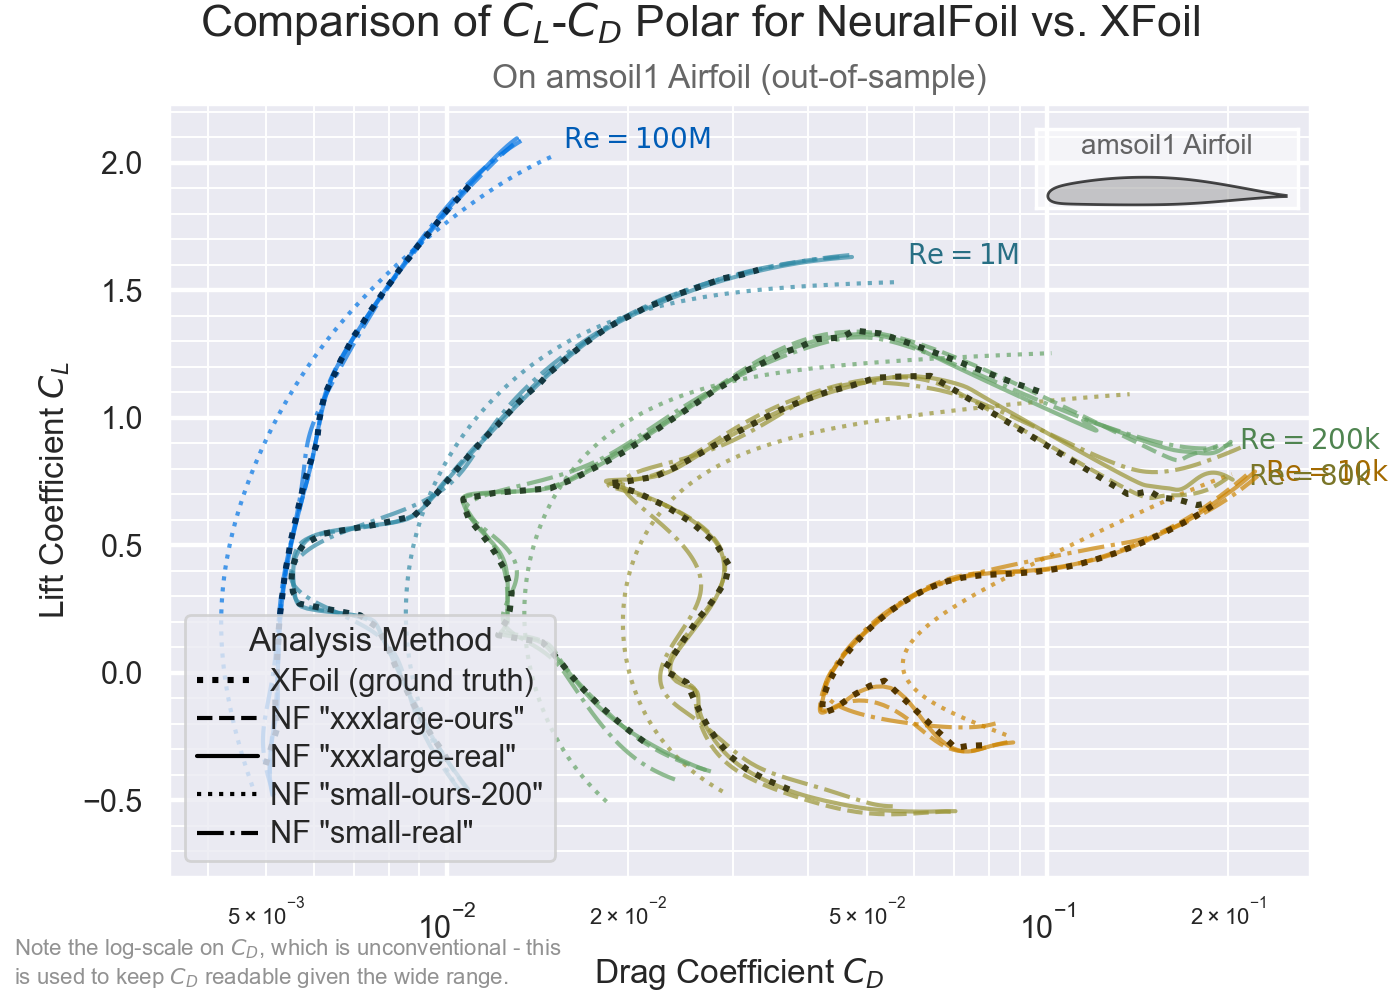 Comparison of C_L-C_D Polar for NeuralFoil vs. XFoil
On amsoil1 Airfoil (out-of-sample)
Re = 100M
amsoil1 Airfoil
Re = 1M
Re = 200k
Re = 10k
Re = 80k
Lift Coefficient C_L
2.0
1.5
1.0
0.5
0.0
−0.5
Analysis Method
XFoil (ground truth)
NF "xxxlarge-ours"
NF "xxxlarge-real"
NF "small-ours-200"
NF "small-real"
5 × 10⁻³
10⁻²
2 × 10⁻²
5 × 10⁻²
10⁻¹
2 × 10⁻¹
Drag Coefficient C_D
Note the log-scale on C_D, which is unconventional - this
is used to keep C_D readable given the wide range.